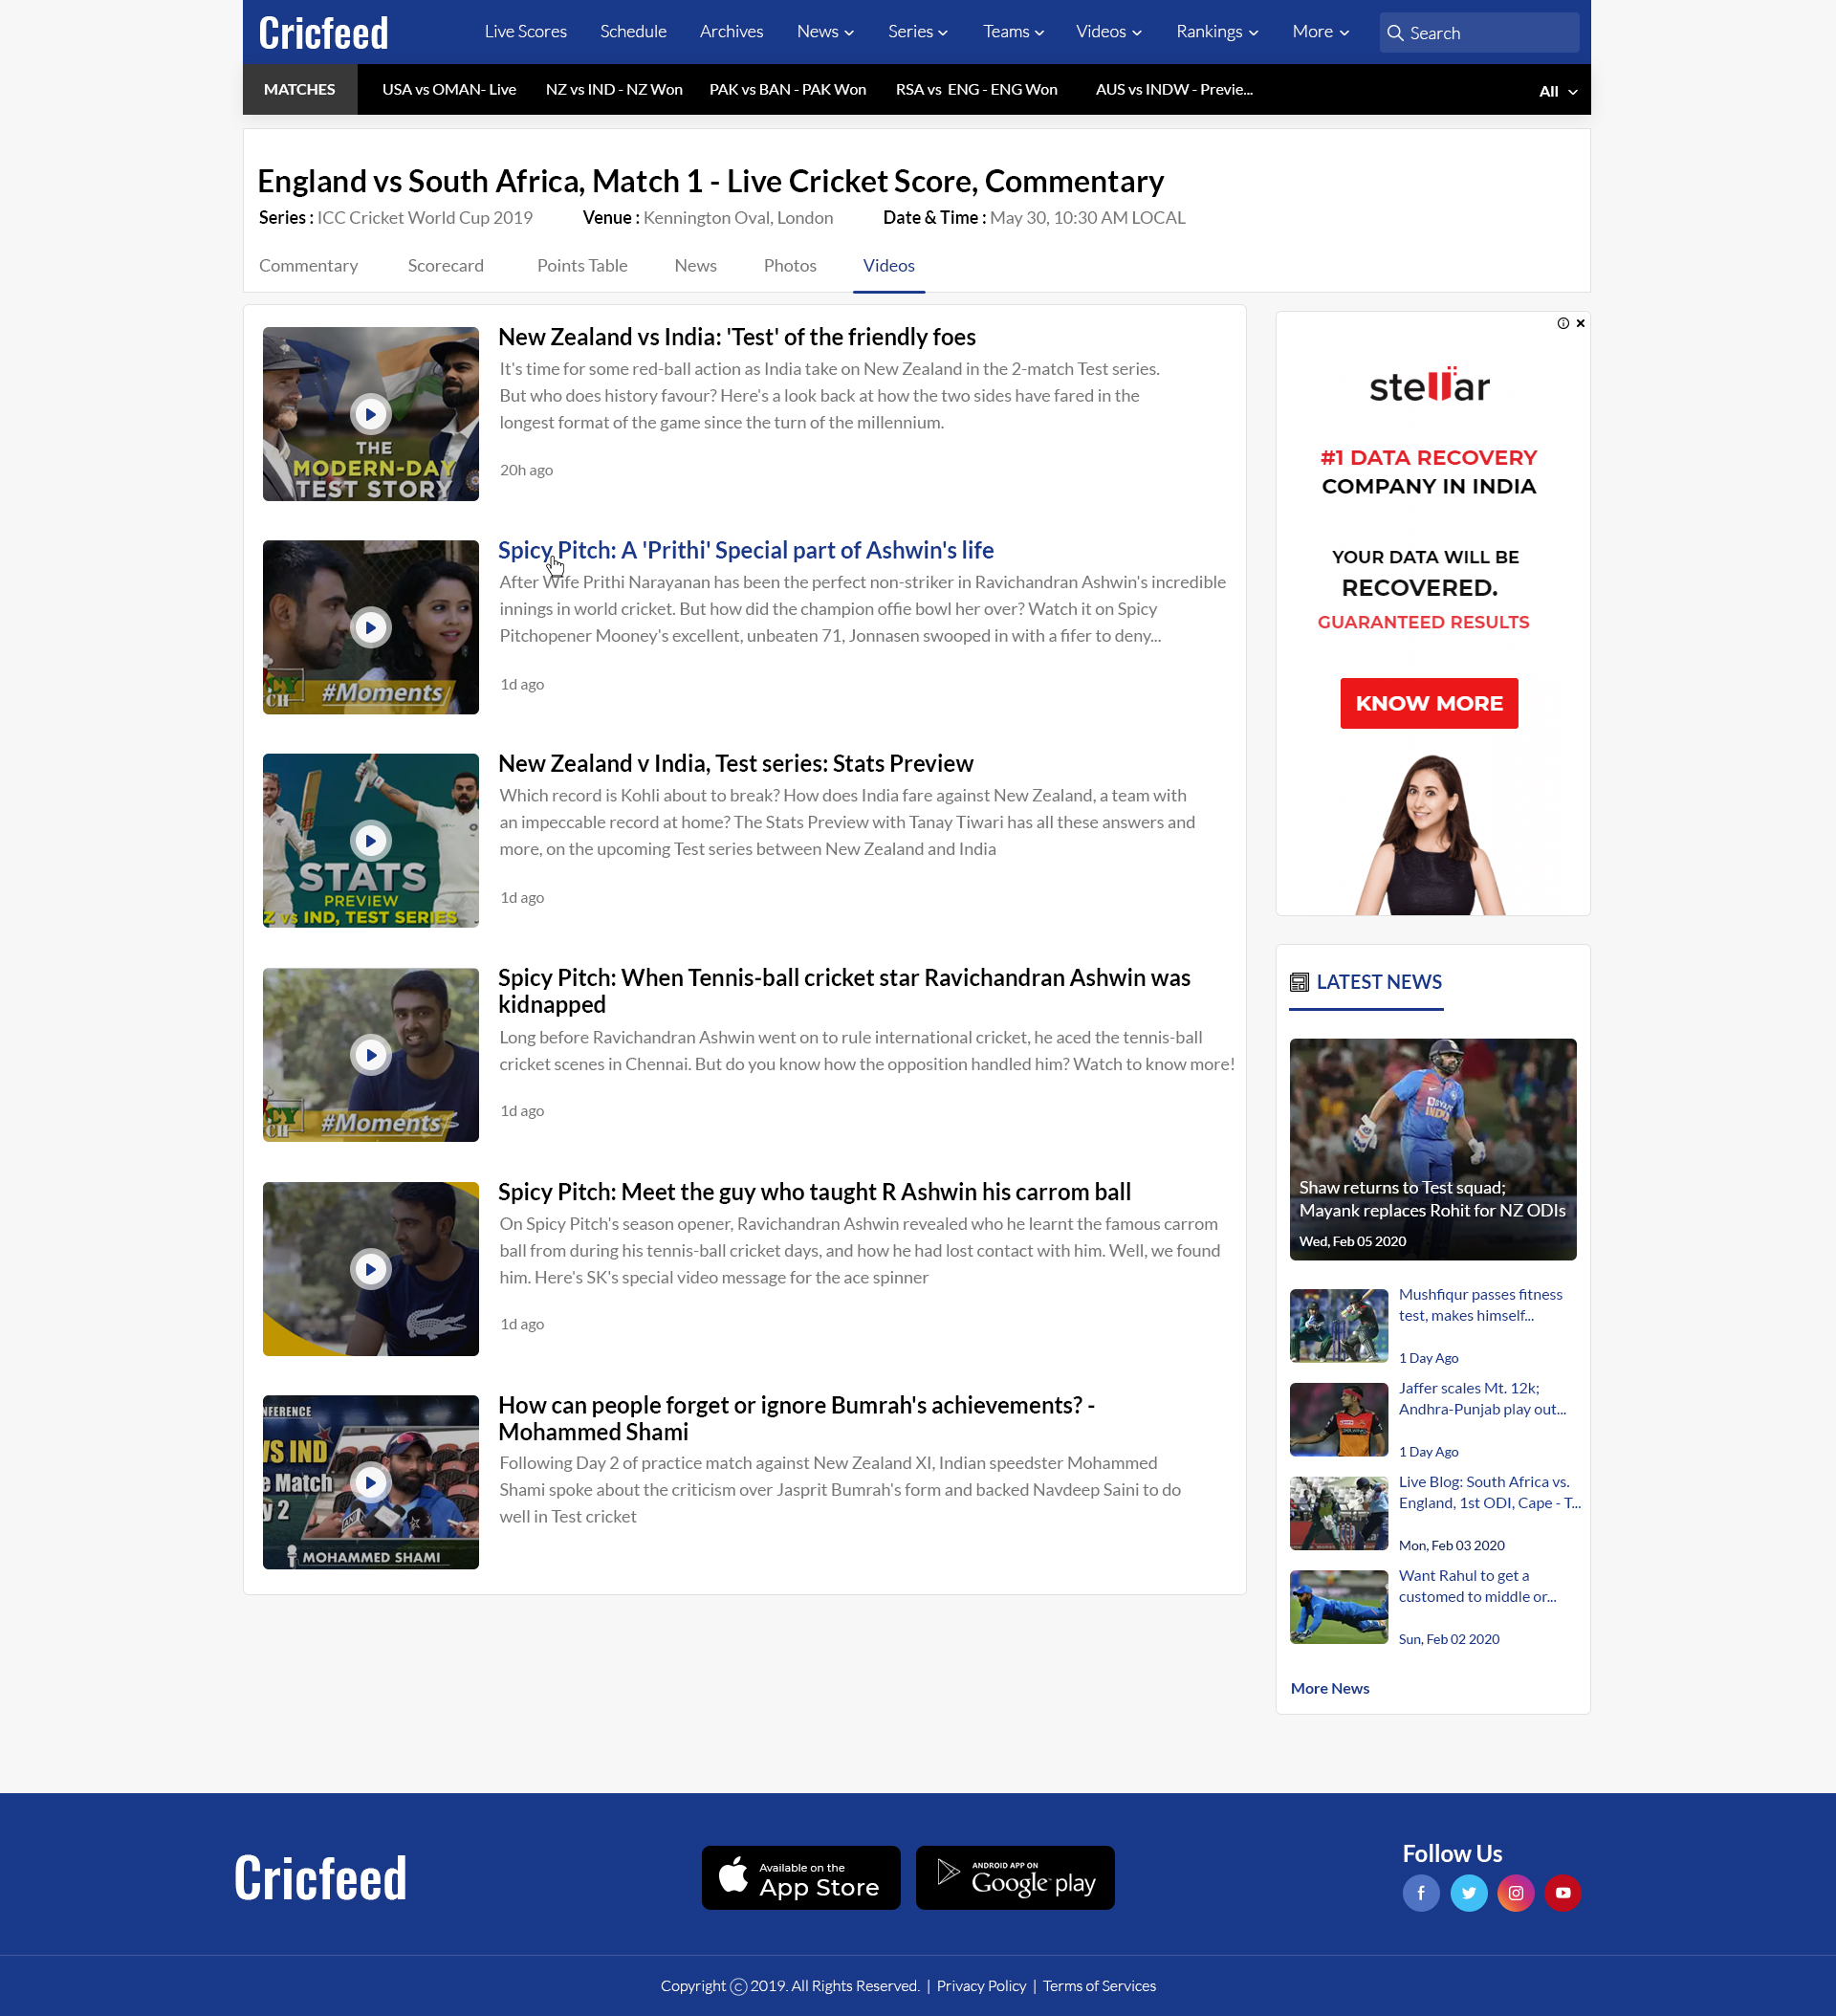 Cricfeed
Live Scores Schedule Archives News Series Teams Videos Rankings More Search
MATCHES USA vs OMAN- Live NZ vs IND - NZ Won PAK vs BAN - PAK Won RSA vs ENG - ENG Won AUS vs INDW - Previe... All
England vs South Africa, Match 1 - Live Cricket Score, Commentary
Series : ICC Cricket World Cup 2019 Venue : Kennington Oval, London Date & Time : May 30, 10:30 AM LOCAL
Commentary Scorecard Points Table News Photos Videos
THE
MODERN-DAY
TEST STORY
New Zealand vs India: 'Test' of the friendly foes
It's time for some red-ball action as India take on New Zealand in the 2-match Test series.
But who does history favour? Here's a look back at how the two sides have fared in the
longest format of the game since the turn of the millennium.
20h ago
CY
CH
#Moments
Spicy Pitch: A 'Prithi' Special part of Ashwin's life
After Wife Prithi Narayanan has been the perfect non-striker in Ravichandran Ashwin's incredible
innings in world cricket. But how did the champion offie bowl her over? Watch it on Spicy
Pitchopener Mooney's excellent, unbeaten 71, Jonnasen swooped in with a fifer to deny...
1d ago
STATS
PREVIEW
Z vs IND, TEST SERIES
New Zealand v India, Test series: Stats Preview
Which record is Kohli about to break? How does India fare against New Zealand, a team with
an impeccable record at home? The Stats Preview with Tanay Tiwari has all these answers and
more, on the upcoming Test series between New Zealand and India
1d ago
CY
CH
#Moments
Spicy Pitch: When Tennis-ball cricket star Ravichandran Ashwin was
kidnapped
Long before Ravichandran Ashwin went on to rule international cricket, he aced the tennis-ball
cricket scenes in Chennai. But do you know how the opposition handled him? Watch to know more!
1d ago
Spicy Pitch: Meet the guy who taught R Ashwin his carrom ball
On Spicy Pitch's season opener, Ravichandran Ashwin revealed who he learnt the famous carrom
ball from during his tennis-ball cricket days, and how he had lost contact with him. Well, we found
him. Here's SK's special video message for the ace spinner
1d ago
NFERENCE
VS IND
e Match
y 2
ANI
MOHAMMED SHAMI
How can people forget or ignore Bumrah's achievements? -
Mohammed Shami
Following Day 2 of practice match against New Zealand XI, Indian speedster Mohammed
Shami spoke about the criticism over Jasprit Bumrah's form and backed Navdeep Saini to do
well in Test cricket
stellar
#1 DATA RECOVERY
COMPANY IN INDIA
YOUR DATA WILL BE
RECOVERED.
GUARANTEED RESULTS
KNOW MORE
LATEST NEWS
INDIA
Shaw returns to Test squad;
Mayank replaces Rohit for NZ ODIs
Wed, Feb 05 2020
Mushfiqur passes fitness
test, makes himself...
1 Day Ago
Jaffer scales Mt. 12k;
Andhra-Punjab play out...
1 Day Ago
Live Blog: South Africa vs.
England, 1st ODI, Cape - T...
Mon, Feb 03 2020
Want Rahul to get a
customed to middle or...
Sun, Feb 02 2020
More News
Cricfeed
Available on the
App Store
ANDROID APP ON
Google play
Follow Us
Copyright © 2019. All Rights Reserved. | Privacy Policy | Terms of Services